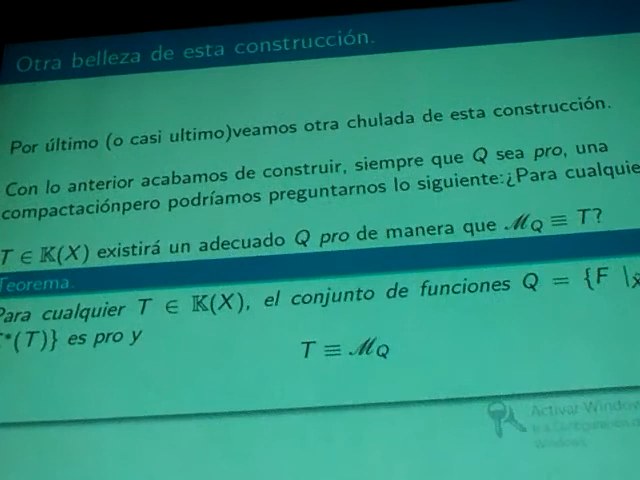 Otra belleza de esta construcción.
Por último (o casi ultimo)veamos otra chulada de esta construcción.
Con lo anterior acabamos de construir, siempre que Q sea pro, una
compactaciónpero podríamos preguntarnos lo siguiente:¿Para cualquie
T ∈ 𝕂(X) existirá un adecuado Q pro de manera que ℳ_Q ≡ T?
Teorema.
Para cualquier T ∈ 𝕂(X), el conjunto de funciones Q = {F |
*(T)} es pro y
T ≡ ℳ_Q
Activar Window